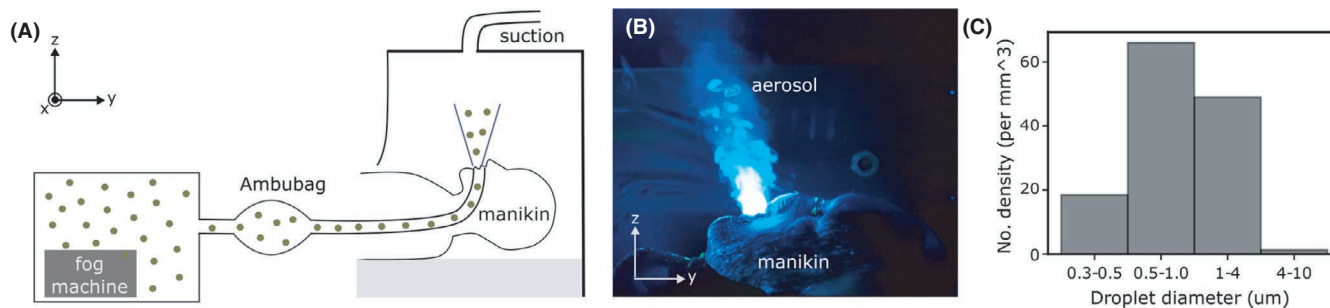 (A)
z
x
y
suction
Ambubag
manikin
fog
machine
(B)
aerosol
z
y
manikin
(C)
No. density (per mm^3)
60
40
20
0
0.3-0.5 0.5-1.0 1-4 4-10
Droplet diameter (um)